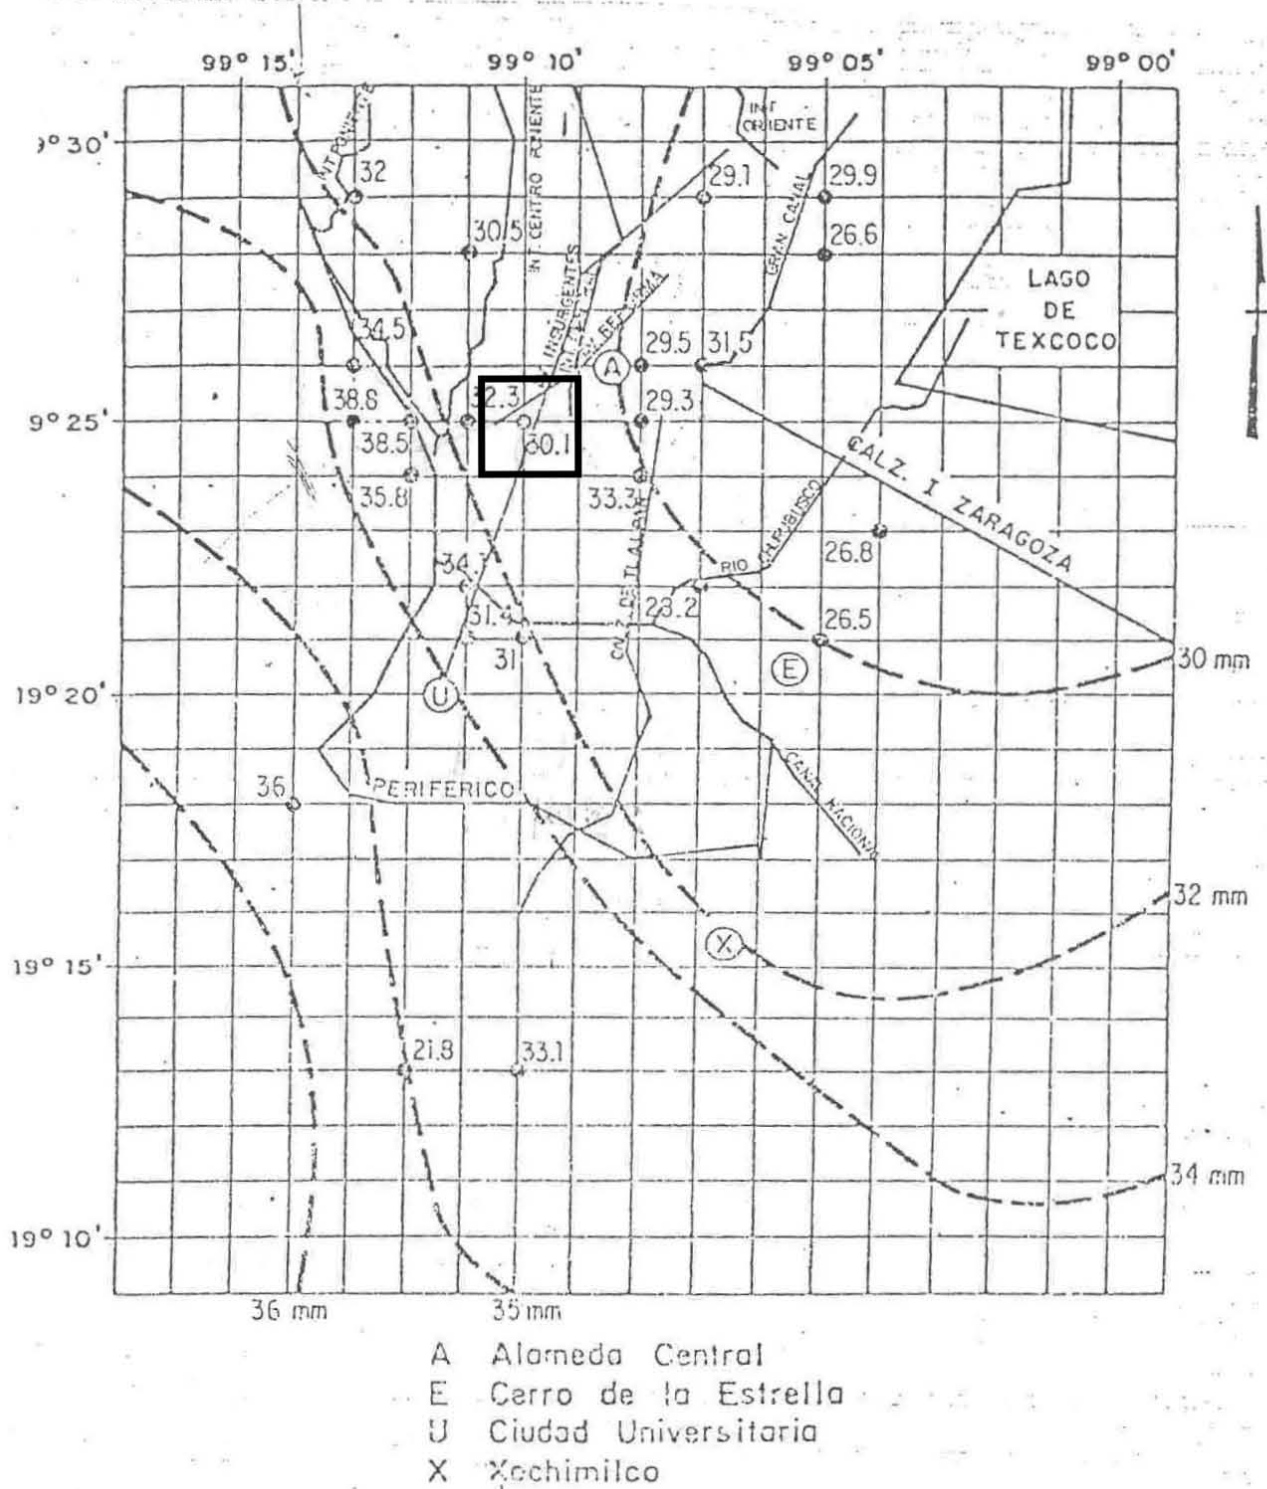 99° 15'
99° 10'
99° 05'
99° 00'
INT PONIENTE
INT. CENTRO PONIENTE
INT. ORIENTE
9° 30'
32
29.1
29.9
30.5
GRAN CANAL
26.6
LAGO
DE
TEXCOCO
INSURGENTES
34.5
29.5
31.5
A
38.8
32.3
29.3
9° 25'
38.5
30.1
CALZ. I ZARAGOZA
35.8
33.3
RIO CHURUBUSCO
26.8
34.
CALZ. DE TLALPAN
28.2
31.4
26.5
31
E
30 mm
19° 20'
U
CANAL NACIONAL
36
PERIFERICO
32 mm
X
19° 15'
21.8
33.1
34 mm
19° 10'
36 mm
35 mm
A Alameda Central
E Cerro de la Estrella
U Ciudad Universitaria
X Xochimilco